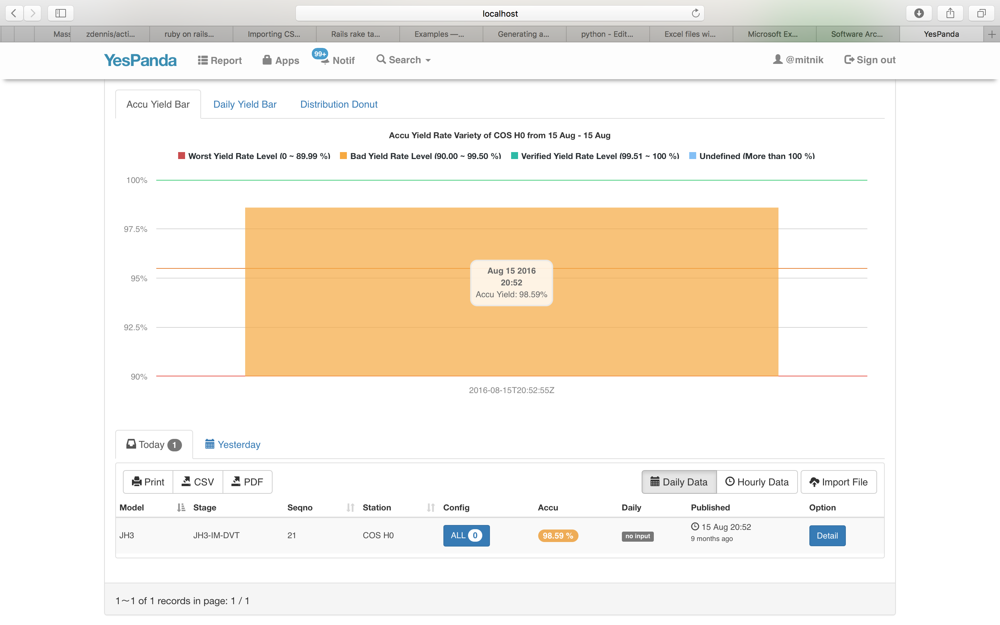 localhost
Mass
zdennis/acti...
ruby on rails...
Importing CS...
Rails rake ta...
Examples —...
Generating a...
python - Edit...
Excel files wi...
Microsoft Ex...
Software Arc...
YesPanda
YesPanda
Report
Apps
99+
Notif
Search
@mitnik
Sign out
Accu Yield Bar
Daily Yield Bar
Distribution Donut
Accu Yield Rate Variety of COS H0 from 15 Aug - 15 Aug
Worst Yield Rate Level (0 ~ 89.99 %)
Bad Yield Rate Level (90.00 ~ 99.50 %)
Verified Yield Rate Level (99.51 ~ 100 %)
Undefined (More than 100 %)
100%
97.5%
95%
92.5%
90%
Aug 15 2016
20:52
Accu Yield: 98.59%
2016-08-15T20:52:55Z
Today 1
Yesterday
Print
CSV
PDF
Daily Data
Hourly Data
Import File
Model
Stage
Seqno
Station
Config
Accu
Daily
Published
Option
JH3
JH3-IM-DVT
21
COS H0
ALL 0
98.59 %
no input
15 Aug 20:52
9 months ago
Detail
1~1 of 1 records in page: 1 / 1